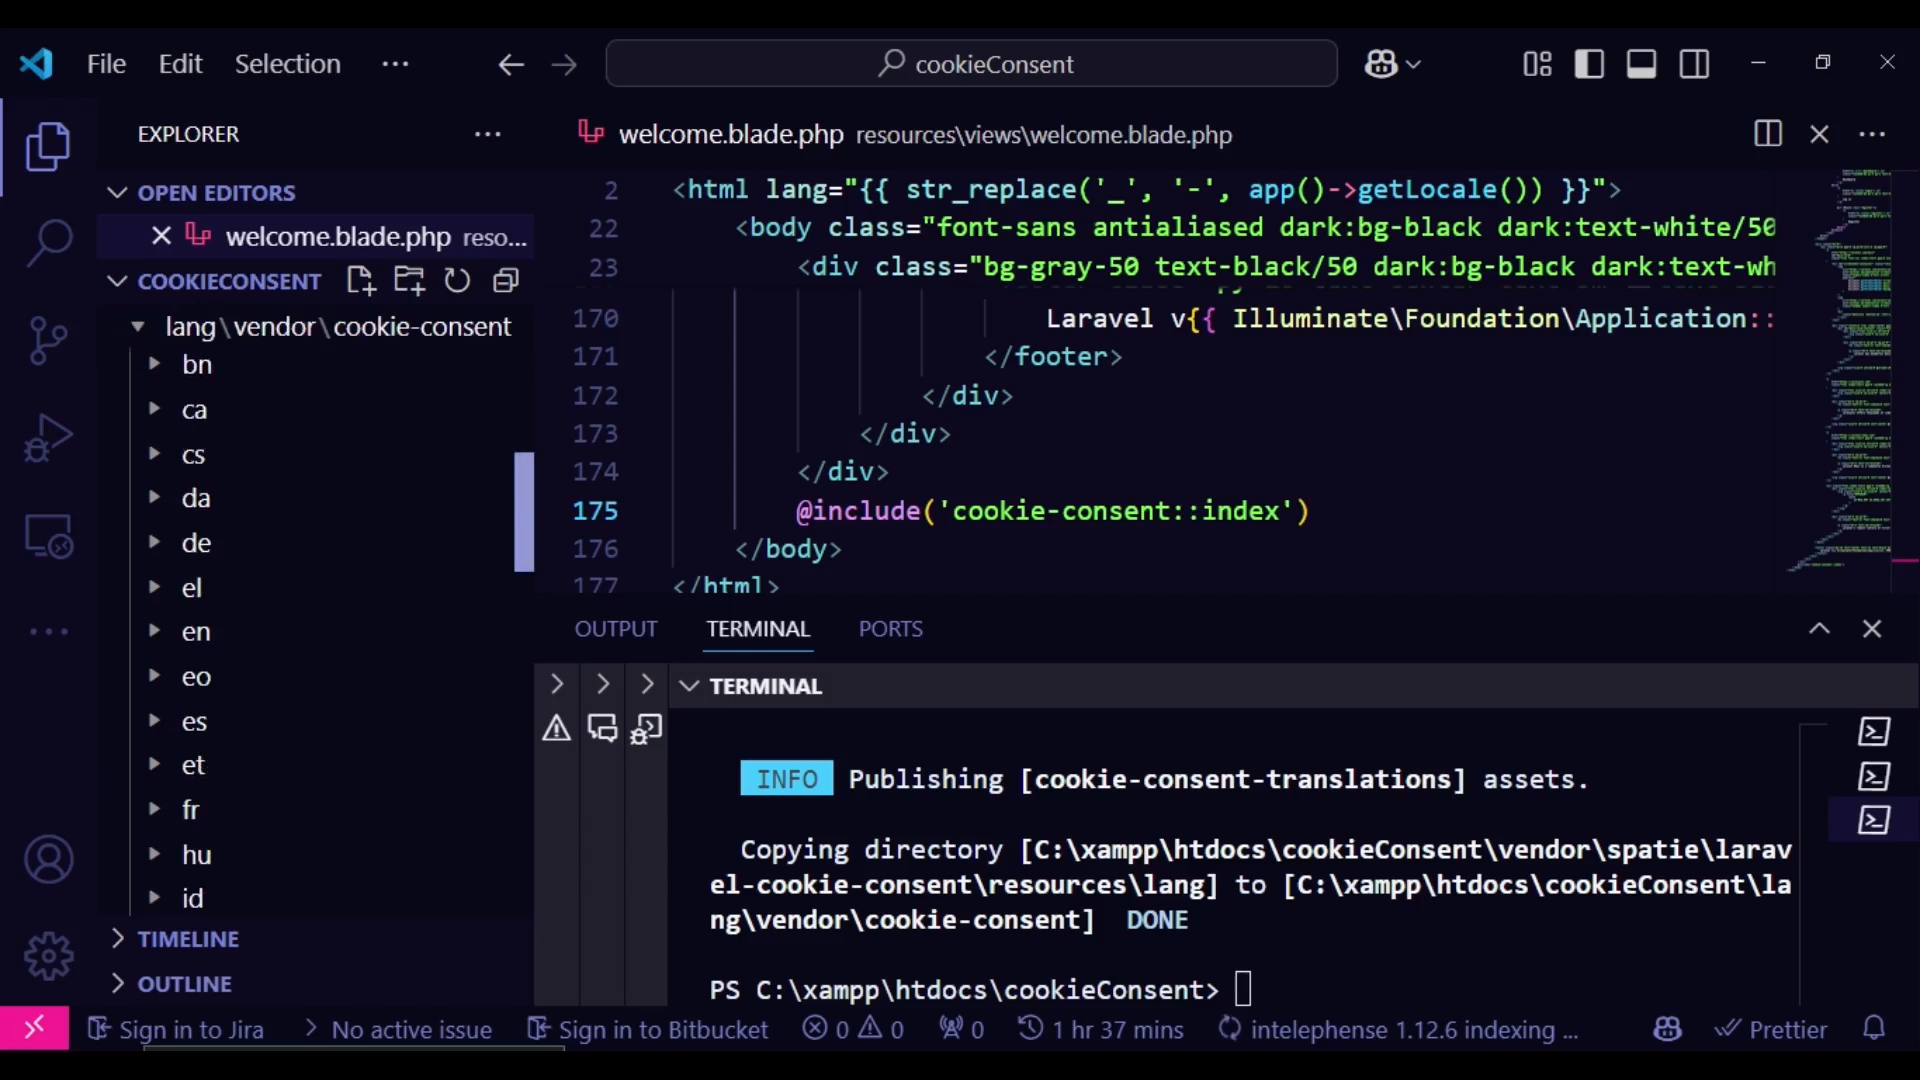 File Edit Selection ...
cookieConsent
EXPLORER
OPEN EDITORS
welcome.blade.php reso...
COOKIECONSENT
lang\vendor\cookie-consent
bn
ca
cs
da
de
el
en
eo
es
et
fr
hu
id
TIMELINE
OUTLINE
welcome.blade.php resources\views\welcome.blade.php
2 <html lang="{{ str_replace('_', '-', app()->getLocale()) }}">
22 <body class="font-sans antialiased dark:bg-black dark:text-white/50
23 <div class="bg-gray-50 text-black/50 dark:bg-black dark:text-wh
170 Laravel v{{ Illuminate\Foundation\Application::
171 </footer>
172 </div>
173 </div>
174 </div>
175 @include('cookie-consent::index')
176 </body>
177 </html>
OUTPUT TERMINAL PORTS
TERMINAL
INFO Publishing [cookie-consent-translations] assets.
Copying directory [C:\xampp\htdocs\cookieConsent\vendor\spatie\larav
el-cookie-consent\resources\lang] to [C:\xampp\htdocs\cookieConsent\la
ng\vendor\cookie-consent] DONE
PS C:\xampp\htdocs\cookieConsent>
Sign in to Jira > No active issue Sign in to Bitbucket 0 0 0 1 hr 37 mins intelephense 1.12.6 indexing ... Prettier